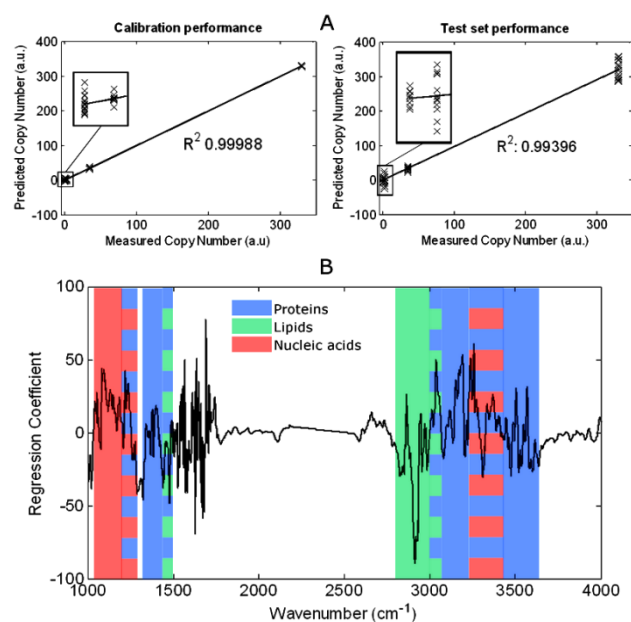 A
Calibration performance
Test set performance
400
300
200
100
0
-100
Predicted Copy Number (a.u.)
R² 0.99988
0 100 200 300
Measured Copy Number (a.u)
400
300
200
100
0
-100
Predicted Copy Number (a.u.)
R²: 0.99396
0 100 200 300
Measured Copy Number (a.u.)
B
100
50
0
-50
-100
Regression Coefficient
Proteins
Lipids
Nucleic acids
1000 1500 2000 2500 3000 3500 4000
Wavenumber (cm⁻¹)